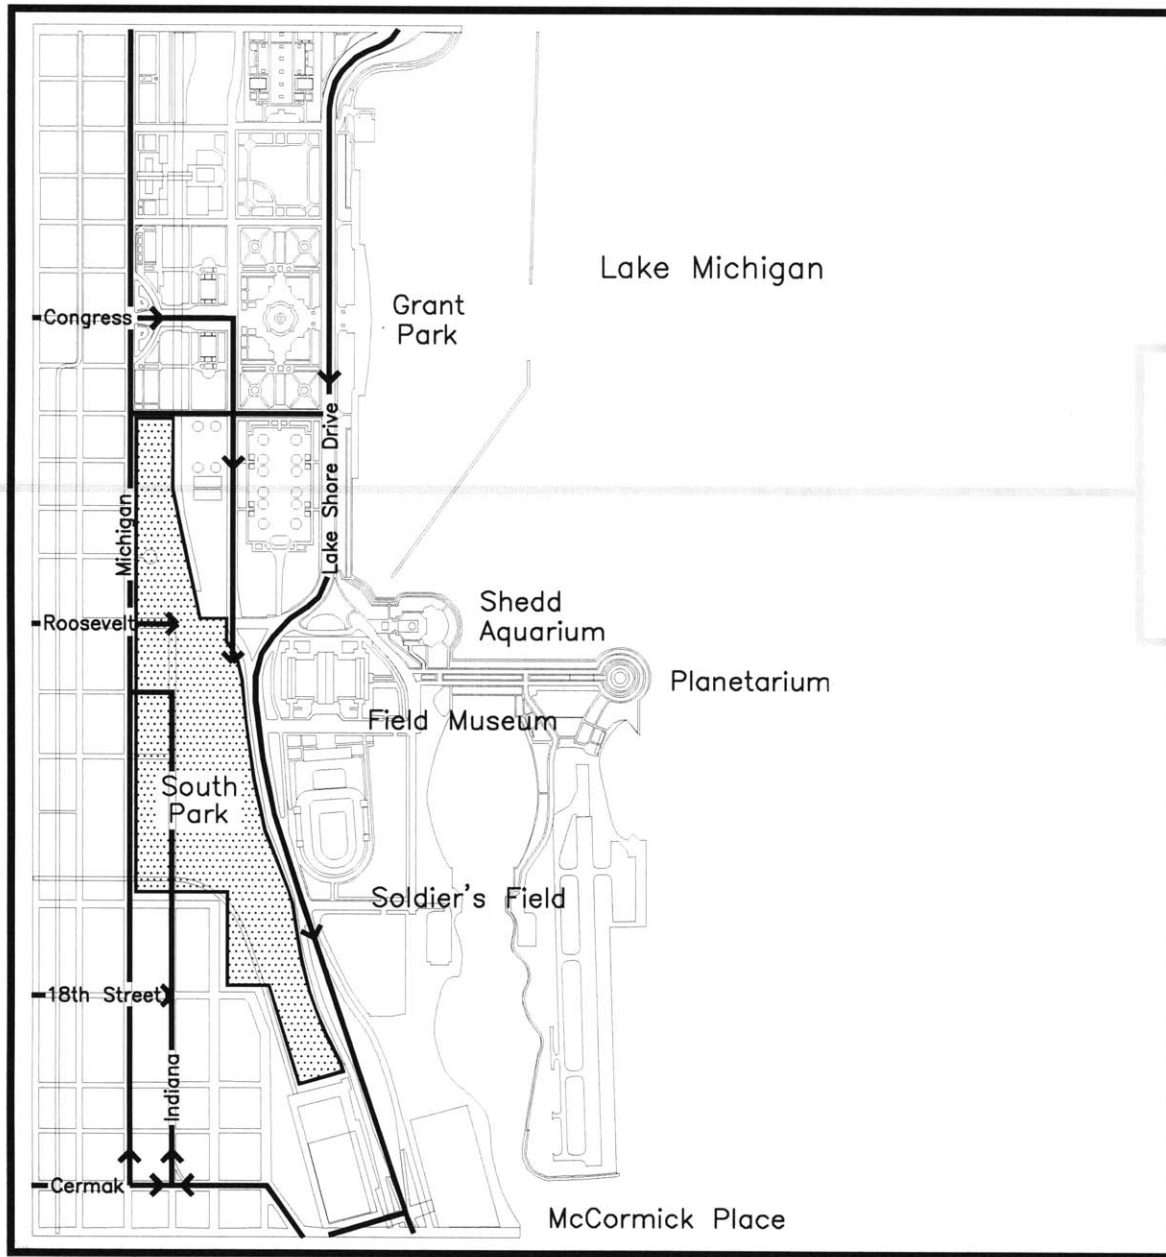 Lake Michigan
Grant
Park
Congress
Lake Shore Drive
Michigan
Shedd
Aquarium
Roosevelt
Planetarium
Field Museum
South
Park
Soldier's Field
18th Street
Indiana
Cermak
McCormick Place